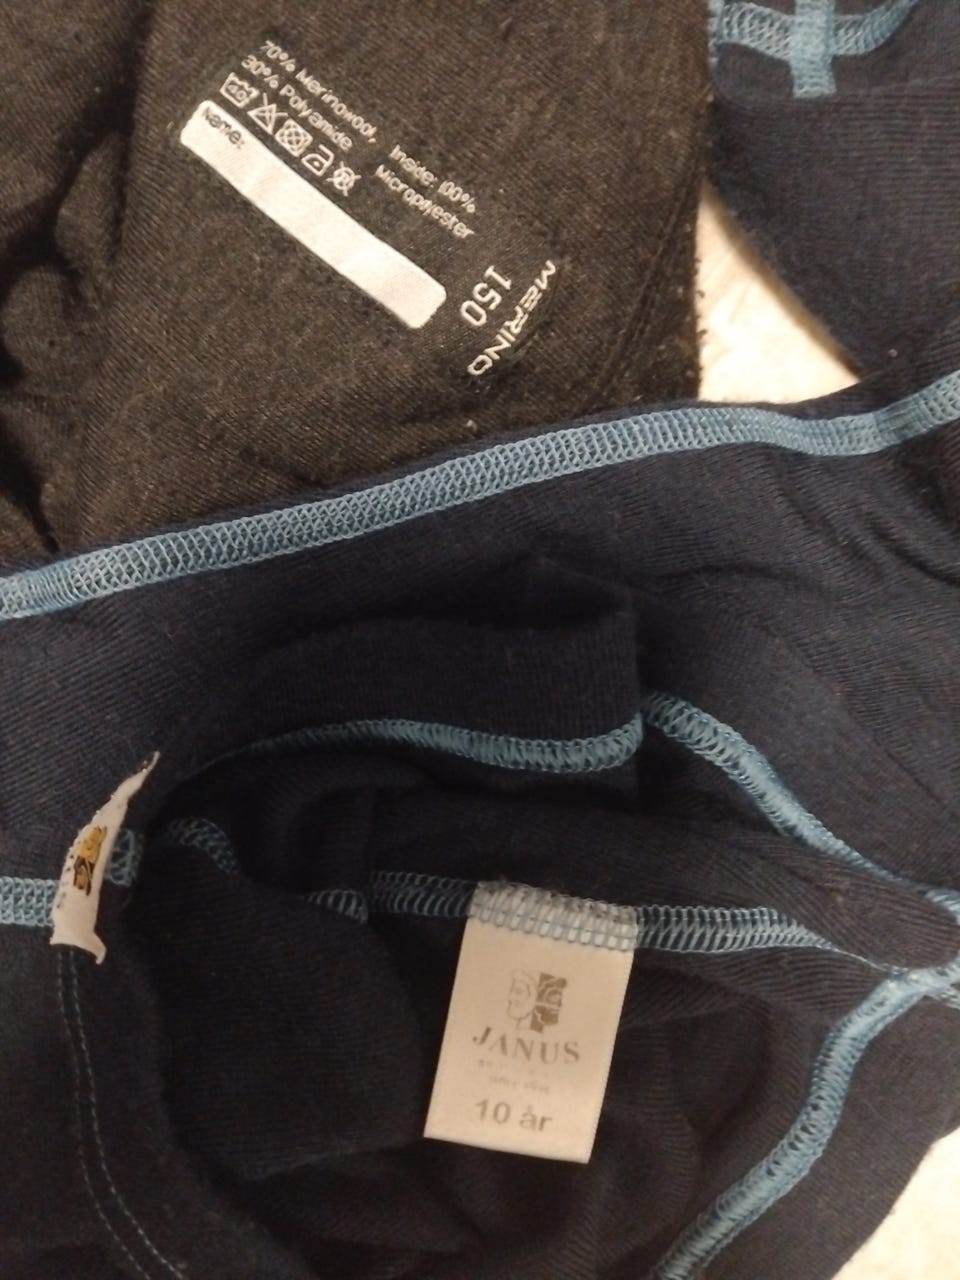 70% Merinowool,
30% Polyamide
Inside: 100%
Micropolyester
Name:
150
MERINO
JANUS
10 år